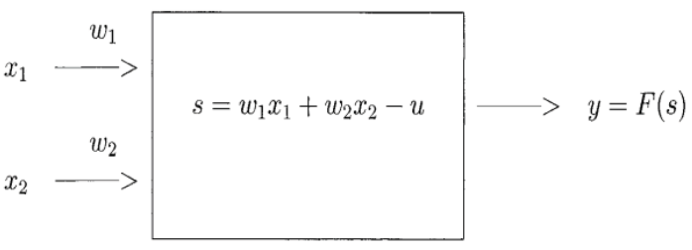 w₁
x₁
s = w₁x₁ + w₂x₂ − u
y = F(s)
w₂
x₂